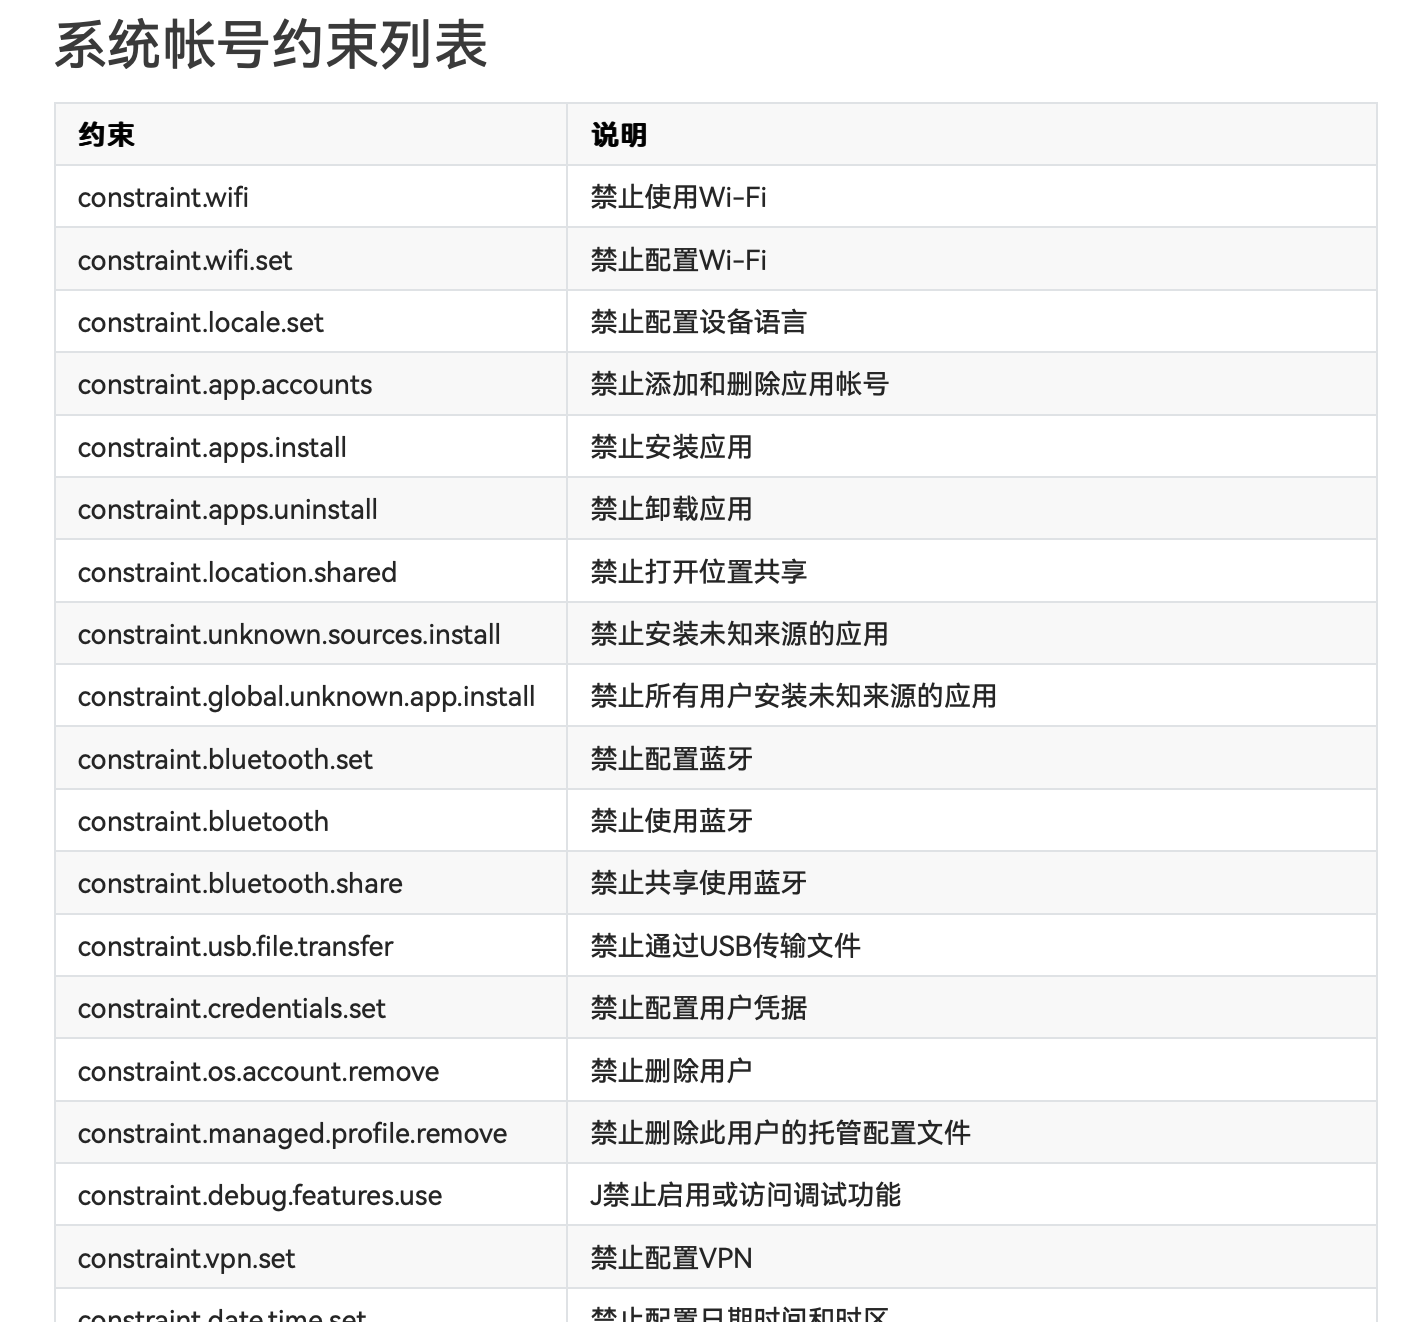 系统帐号约束列表
约束 说明
constraint.wifi 禁止使用Wi-Fi
constraint.wifi.set 禁止配置Wi-Fi
constraint.locale.set 禁止配置设备语言
constraint.app.accounts 禁止添加和删除应用帐号
constraint.apps.install 禁止安装应用
constraint.apps.uninstall 禁止卸载应用
constraint.location.shared 禁止打开位置共享
constraint.unknown.sources.install 禁止安装未知来源的应用
constraint.global.unknown.app.install 禁止所有用户安装未知来源的应用
constraint.bluetooth.set 禁止配置蓝牙
constraint.bluetooth 禁止使用蓝牙
constraint.bluetooth.share 禁止共享使用蓝牙
constraint.usb.file.transfer 禁止通过USB传输文件
constraint.credentials.set 禁止配置用户凭据
constraint.os.account.remove 禁止删除用户
constraint.managed.profile.remove 禁止删除此用户的托管配置文件
constraint.debug.features.use J禁止启用或访问调试功能
constraint.vpn.set 禁止配置VPN
constraint.date.time.set 禁止配置日期时间和时区